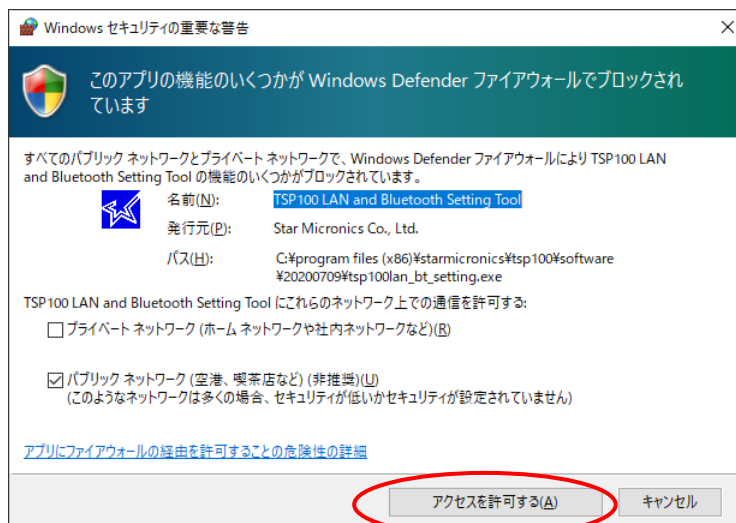 Windows セキュリティの重要な警告
このアプリの機能のいくつかが Windows Defender ファイアウォールでブロックされ
ています
すべてのパブリック ネットワークとプライベート ネットワークで、Windows Defender ファイアウォールにより TSP100 LAN
and Bluetooth Setting Tool の機能のいくつかがブロックされています。
名前(N): TSP100 LAN and Bluetooth Setting Tool
発行元(P): Star Micronics Co., Ltd.
パス(H): C:¥program files (x86)¥starmicronics¥tsp100¥software
¥20200709¥tsp100lan_bt_setting.exe
TSP100 LAN and Bluetooth Setting Tool にこれらのネットワーク上での通信を許可する:
プライベート ネットワーク (ホーム ネットワークや社内ネットワークなど)(R)
パブリック ネットワーク (空港、喫茶店など) (非推奨)(U)
(このようなネットワークは多くの場合、セキュリティが低いかセキュリティが設定されていません)
アプリにファイアウォールの経由を許可することの危険性の詳細
アクセスを許可する(A) キャンセル